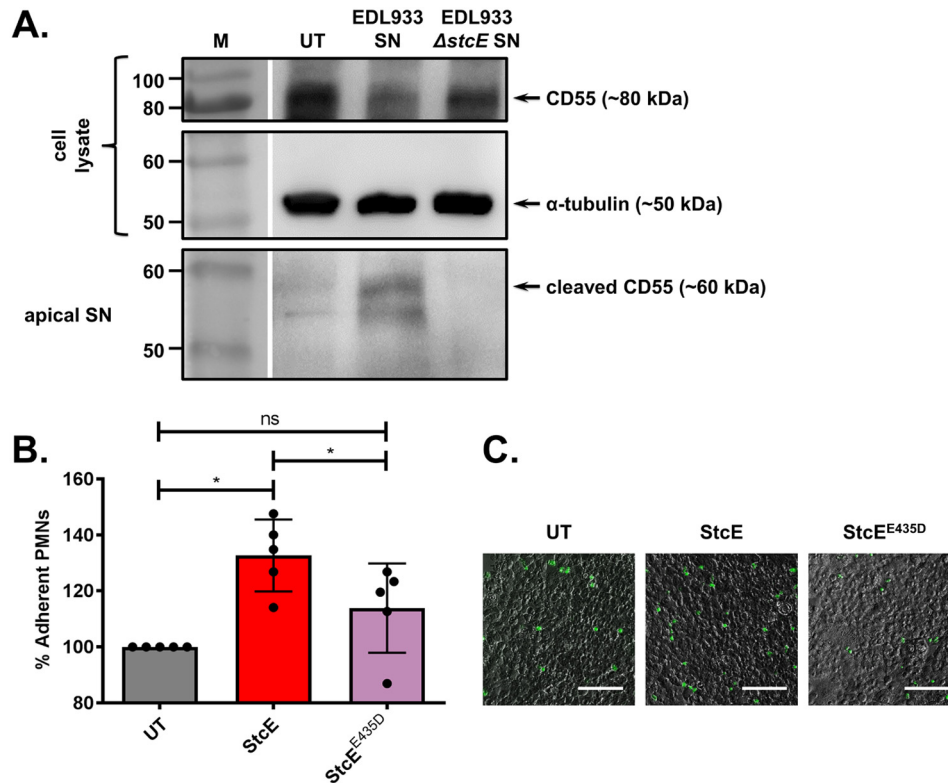 A.
M
UT
EDL933
SN
EDL933
ΔstcE SN
100
80
CD55 (~80 kDa)
cell
lysate
60
50
α-tubulin (~50 kDa)
60
50
cleaved CD55 (~60 kDa)
apical SN
B.
ns
*
*
% Adherent PMNs
160
140
120
100
80
UT
StcE
StcE^E435D
C.
UT
StcE
StcE^E435D